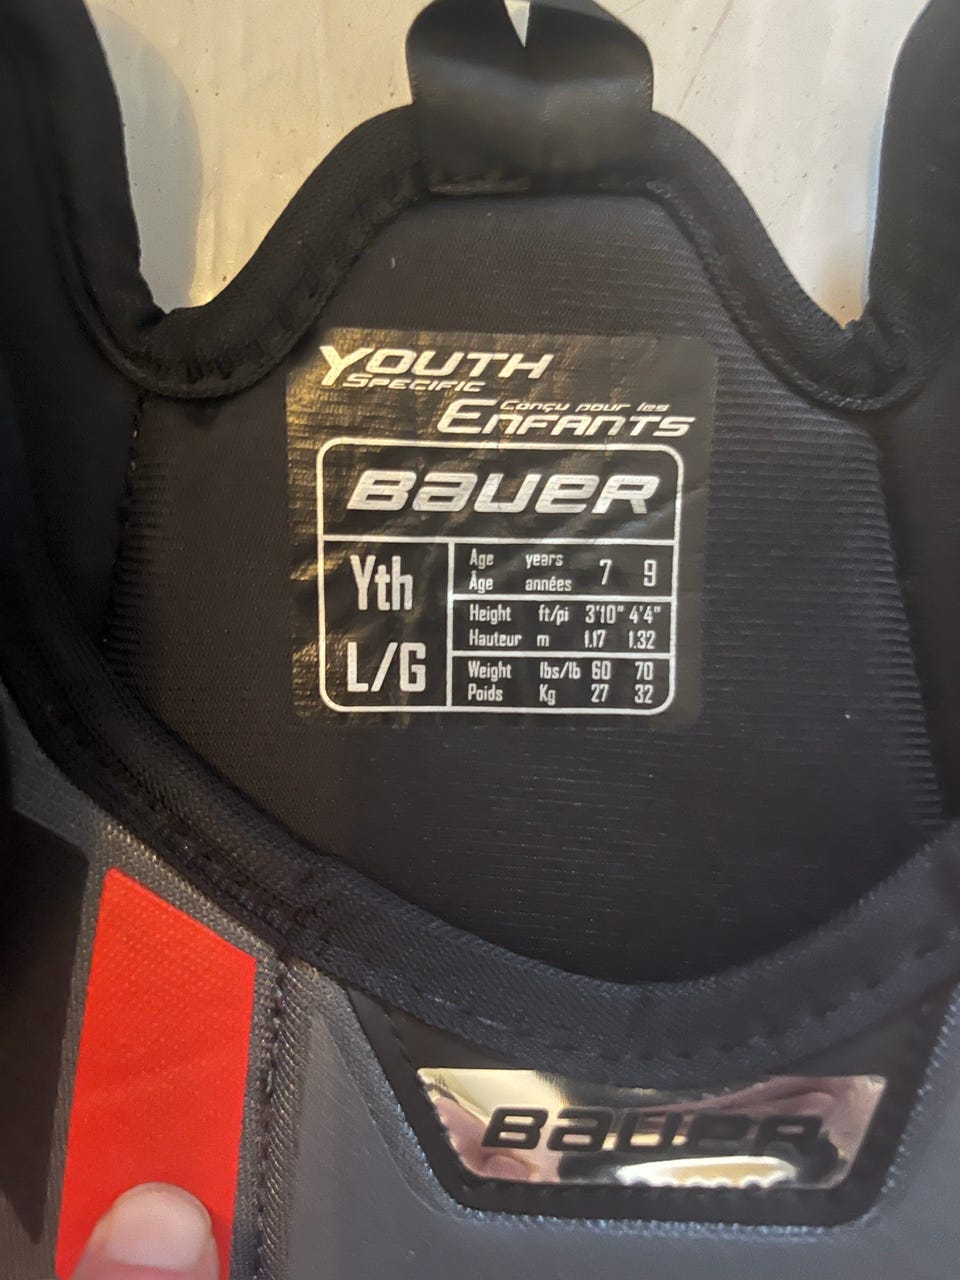 YOUTH
SPECIFIC
Conçu pour les
ENFANTS
BAUER
Yth
L/G
Age years 7 9
Âge années
Height ft/pi 3'10" 4'4"
Hauteur m 1.17 1.32
Weight lbs/lb 60 70
Poids Kg 27 32
BAUER